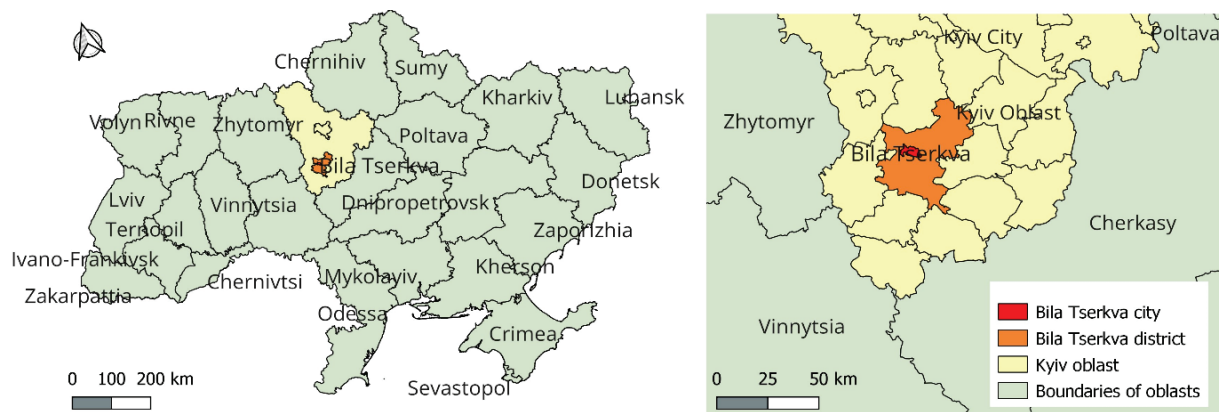 Chernihiv
Sumy
Kharkiv
Luhansk
Volyn
Rivne
Zhytomyr
Poltava
Bila Tserkva
Donetsk
Lviv
Vinnytsia
Dnipropetrovsk
Ternopil
Zaporizhia
Ivano-Frankivsk
Kherson
Chernivtsi
Mykolayiv
Zakarpattia
Odessa
Crimea
Sevastopol
0 100 200 km
Kyiv City
Poltava
Kyiv Oblast
Zhytomyr
Bila Tserkva
Cherkasy
Vinnytsia
Bila Tserkva city
Bila Tserkva district
Kyiv oblast
Boundaries of oblasts
0 25 50 km